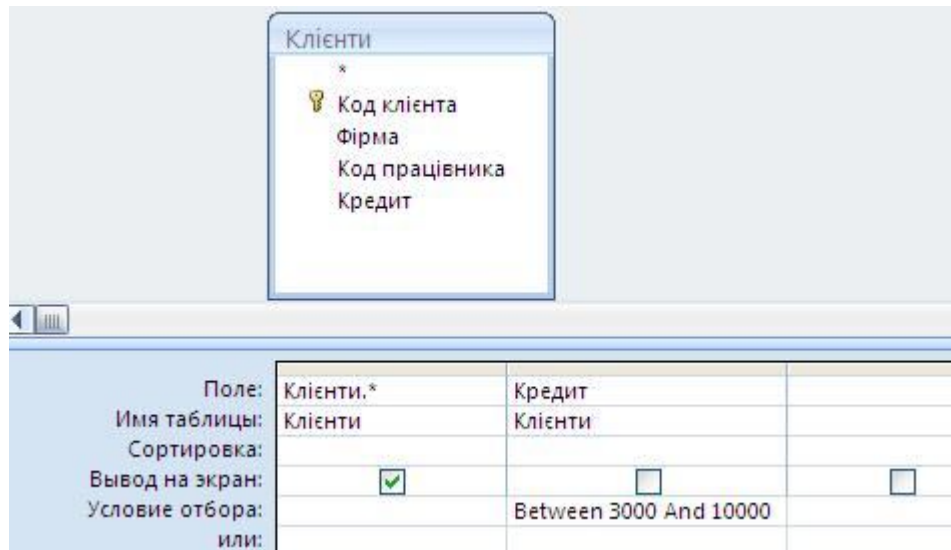 Клієнти
*
Код клієнта
Фірма
Код працівника
Кредит
Поле: Клієнти.* Кредит
Имя таблицы: Клієнти Клієнти
Сортировка:
Вывод на экран:
Условие отбора: Between 3000 And 10000
или: